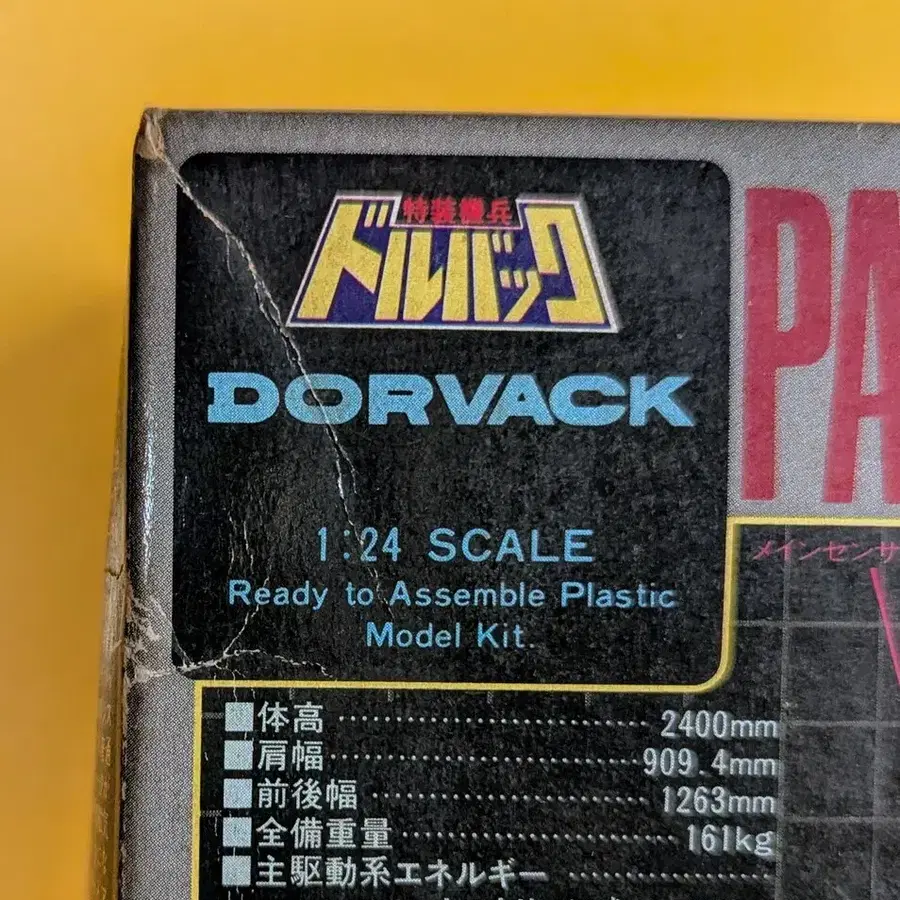 特装機兵
ドルバック
DORVACK
1:24 SCALE
Ready to Assemble Plastic
Model Kit.
PA
メインセンサ
■体高 2400mm
■肩幅 909.4mm
■前後幅 1263mm
■全備重量 161kg
■主駆動系エネルギー